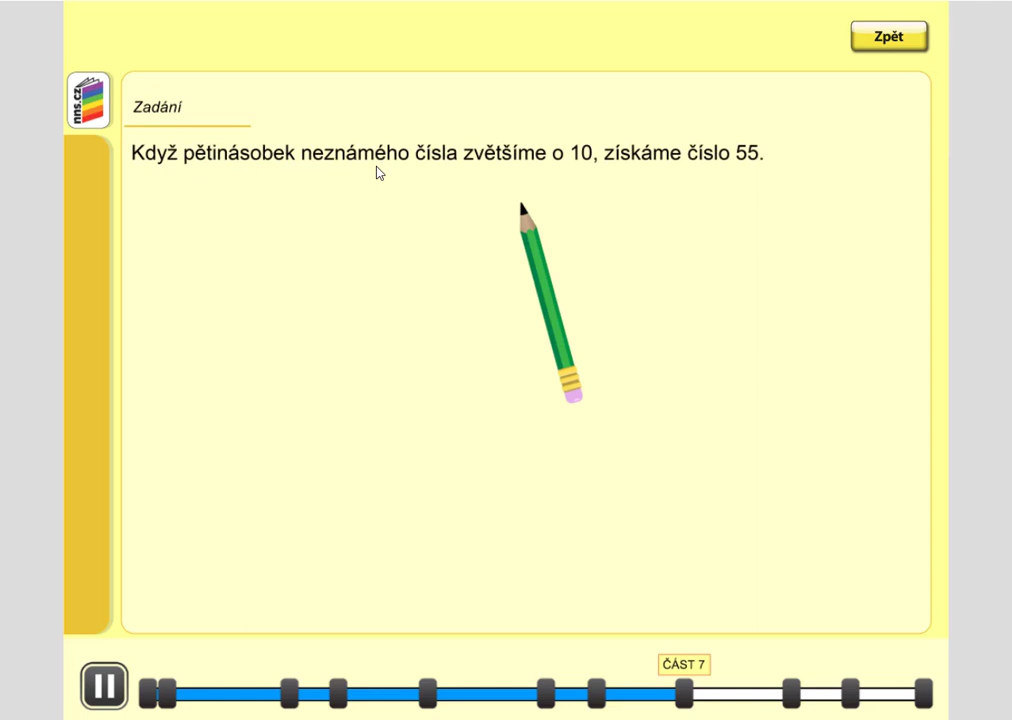 Zpět
nns.cz
Zadání
Když pětinásobek neznámého čísla zvětšíme o 10, získáme číslo 55.
ČÁST 7